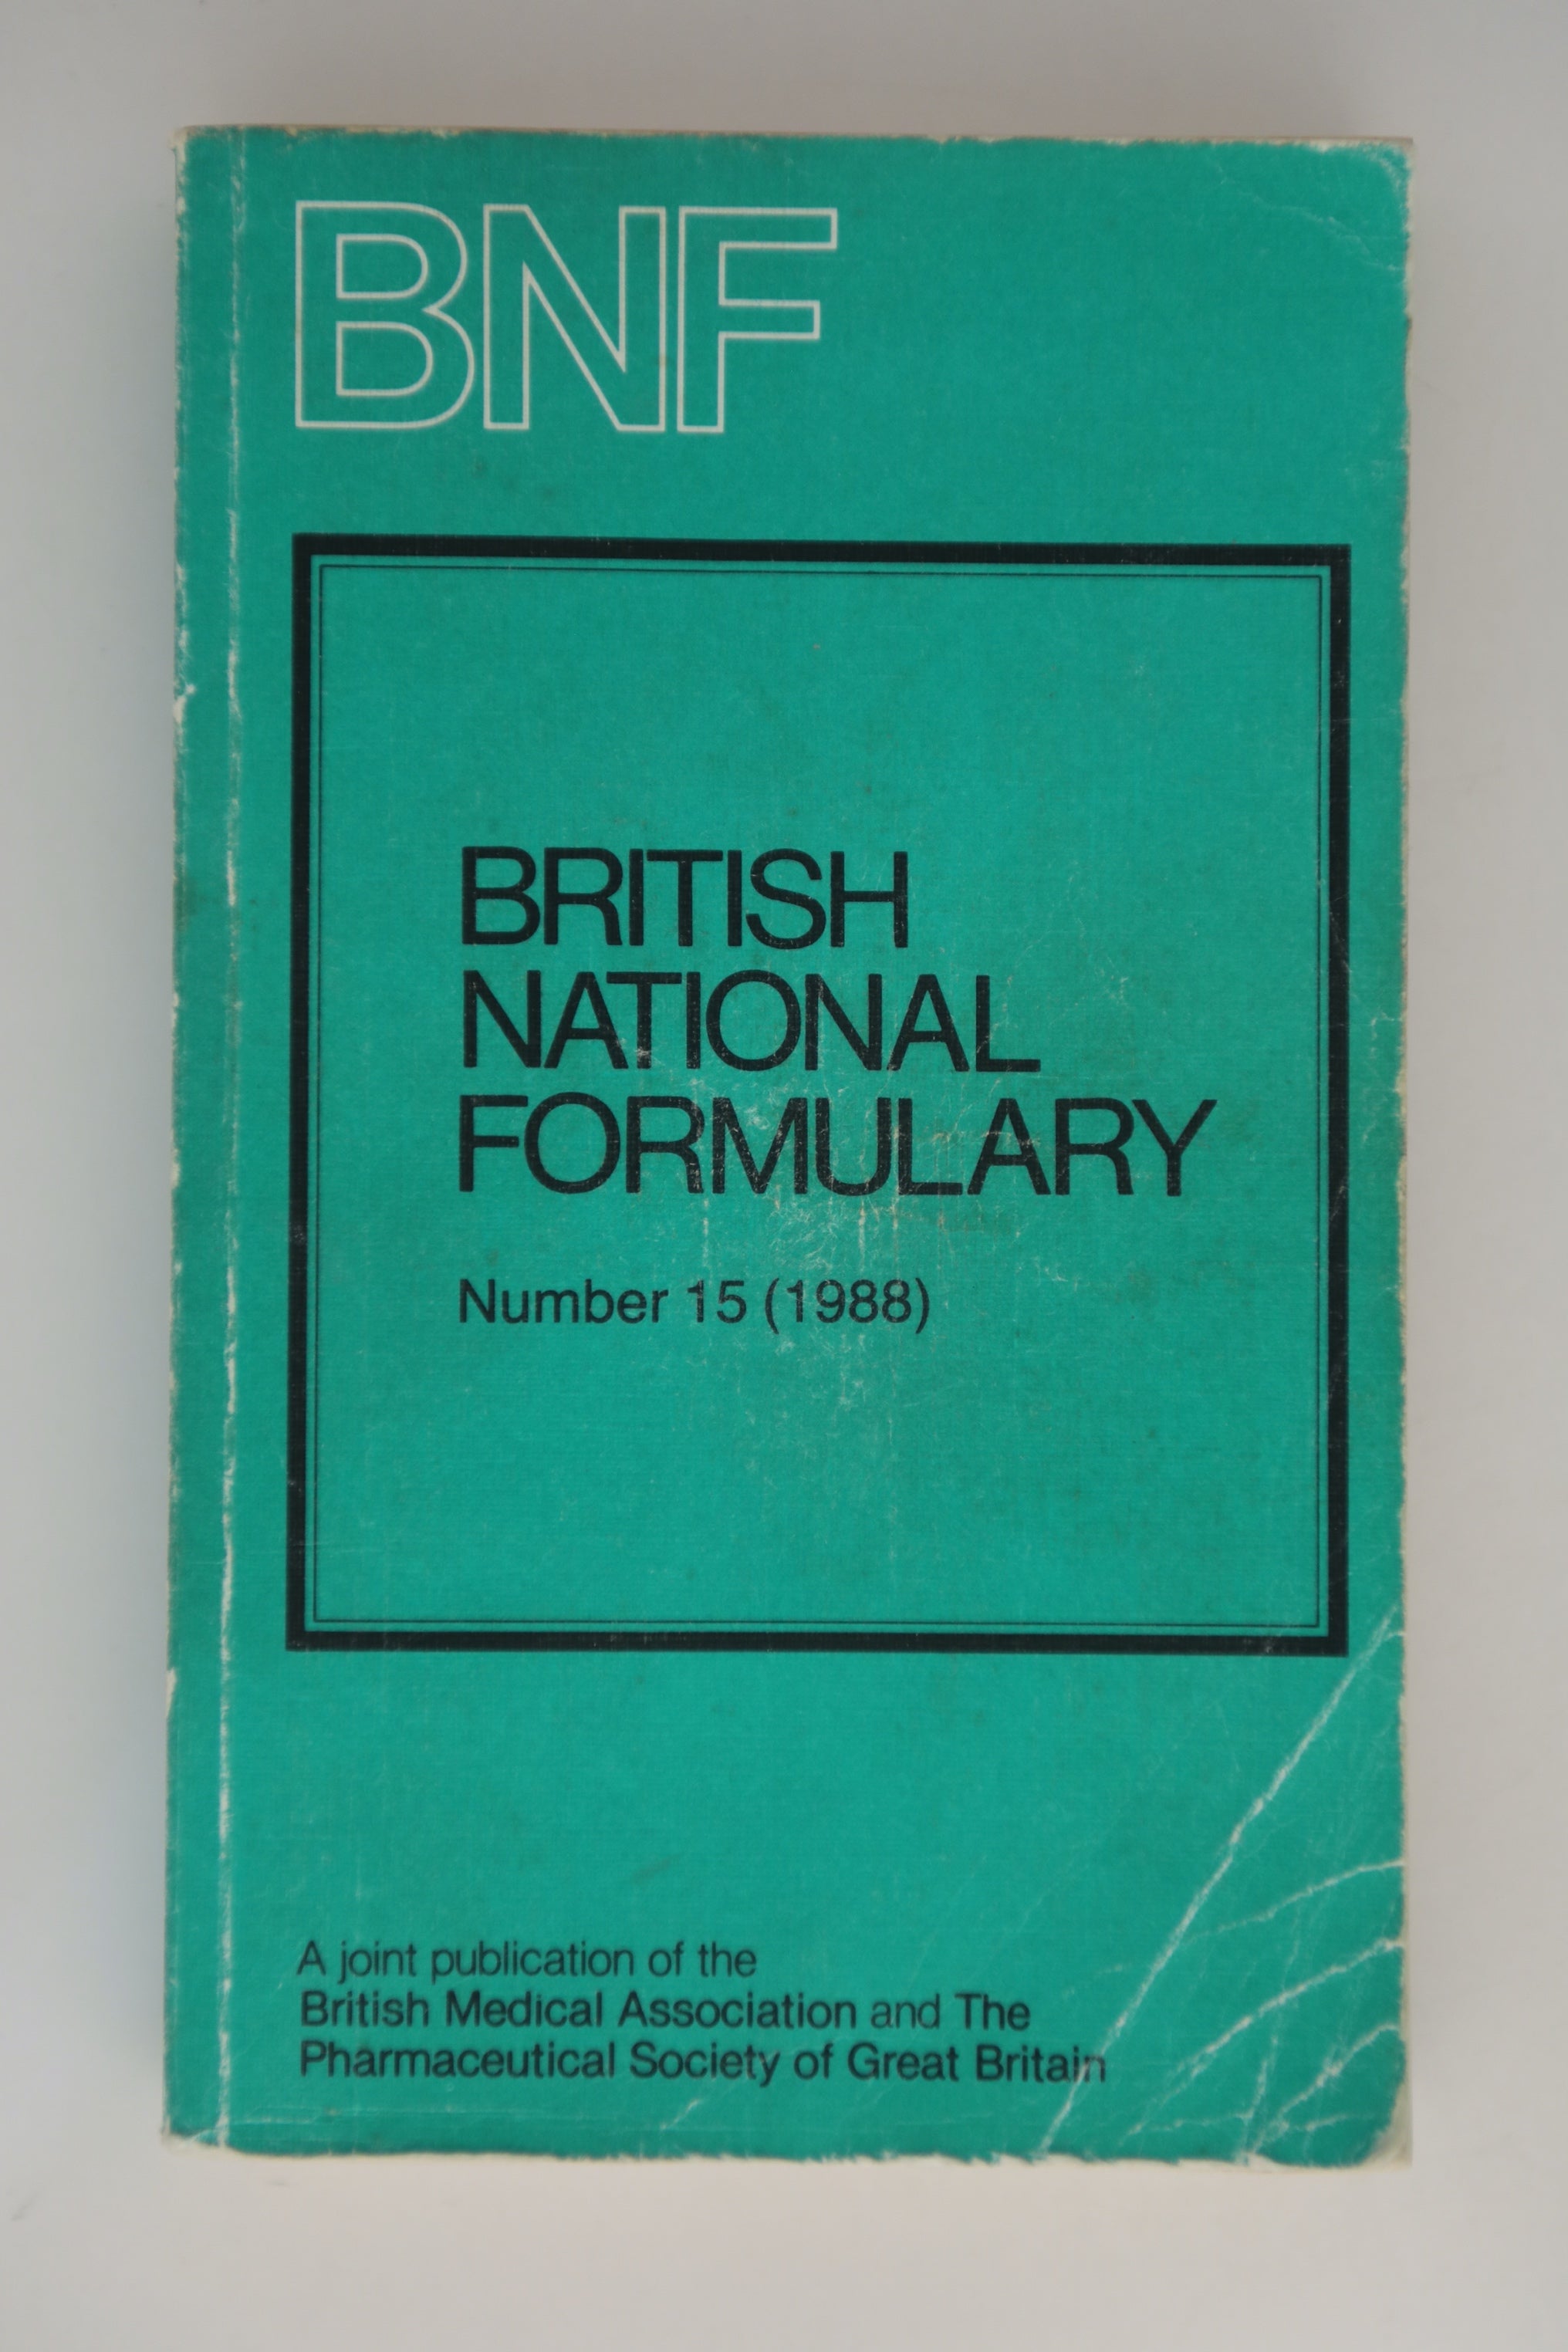 BNF
BRITISH
NATIONAL
FORMULARY
Number 15 (1988)
A joint publication of the
British Medical Association and The
Pharmaceutical Society of Great Britain